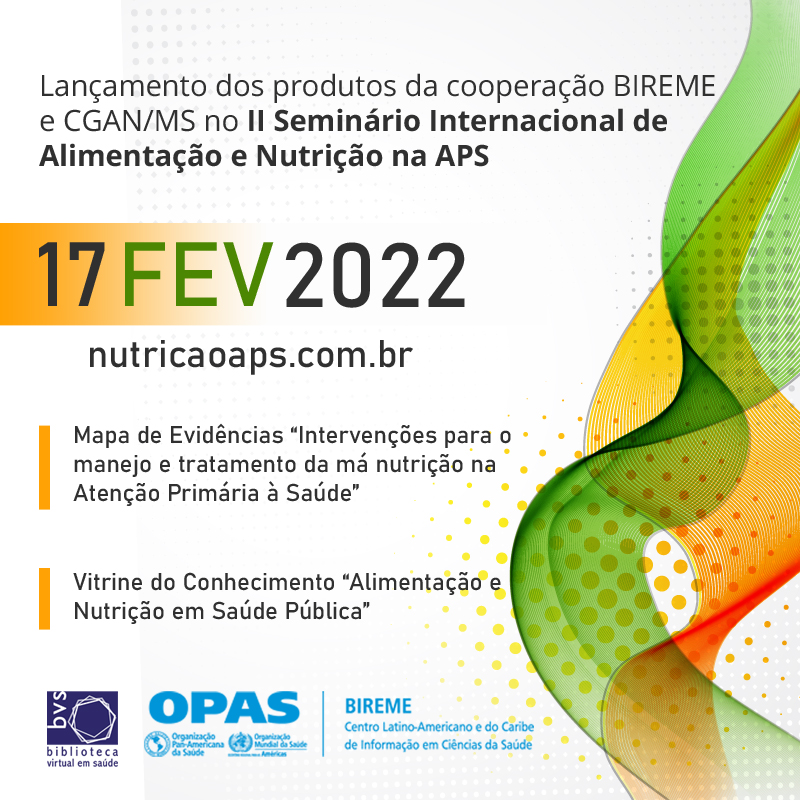 Lançamento dos produtos da cooperação BIREME
e CGAN/MS no II Seminário Internacional de
Alimentação e Nutrição na APS
17 FEV 2022
nutricaoaps.com.br
Mapa de Evidências “Intervenções para o
manejo e tratamento da má nutrição na
Atenção Primária à Saúde”
Vitrine do Conhecimento “Alimentação e
Nutrição em Saúde Pública”
bvs
biblioteca
virtual em saúde
OPAS
Organização
Pan-Americana
da Saúde
Organização
Mundial da Saúde
Américas
BIREME
Centro Latino-Americano e do Caribe
de Informação em Ciências da Saúde